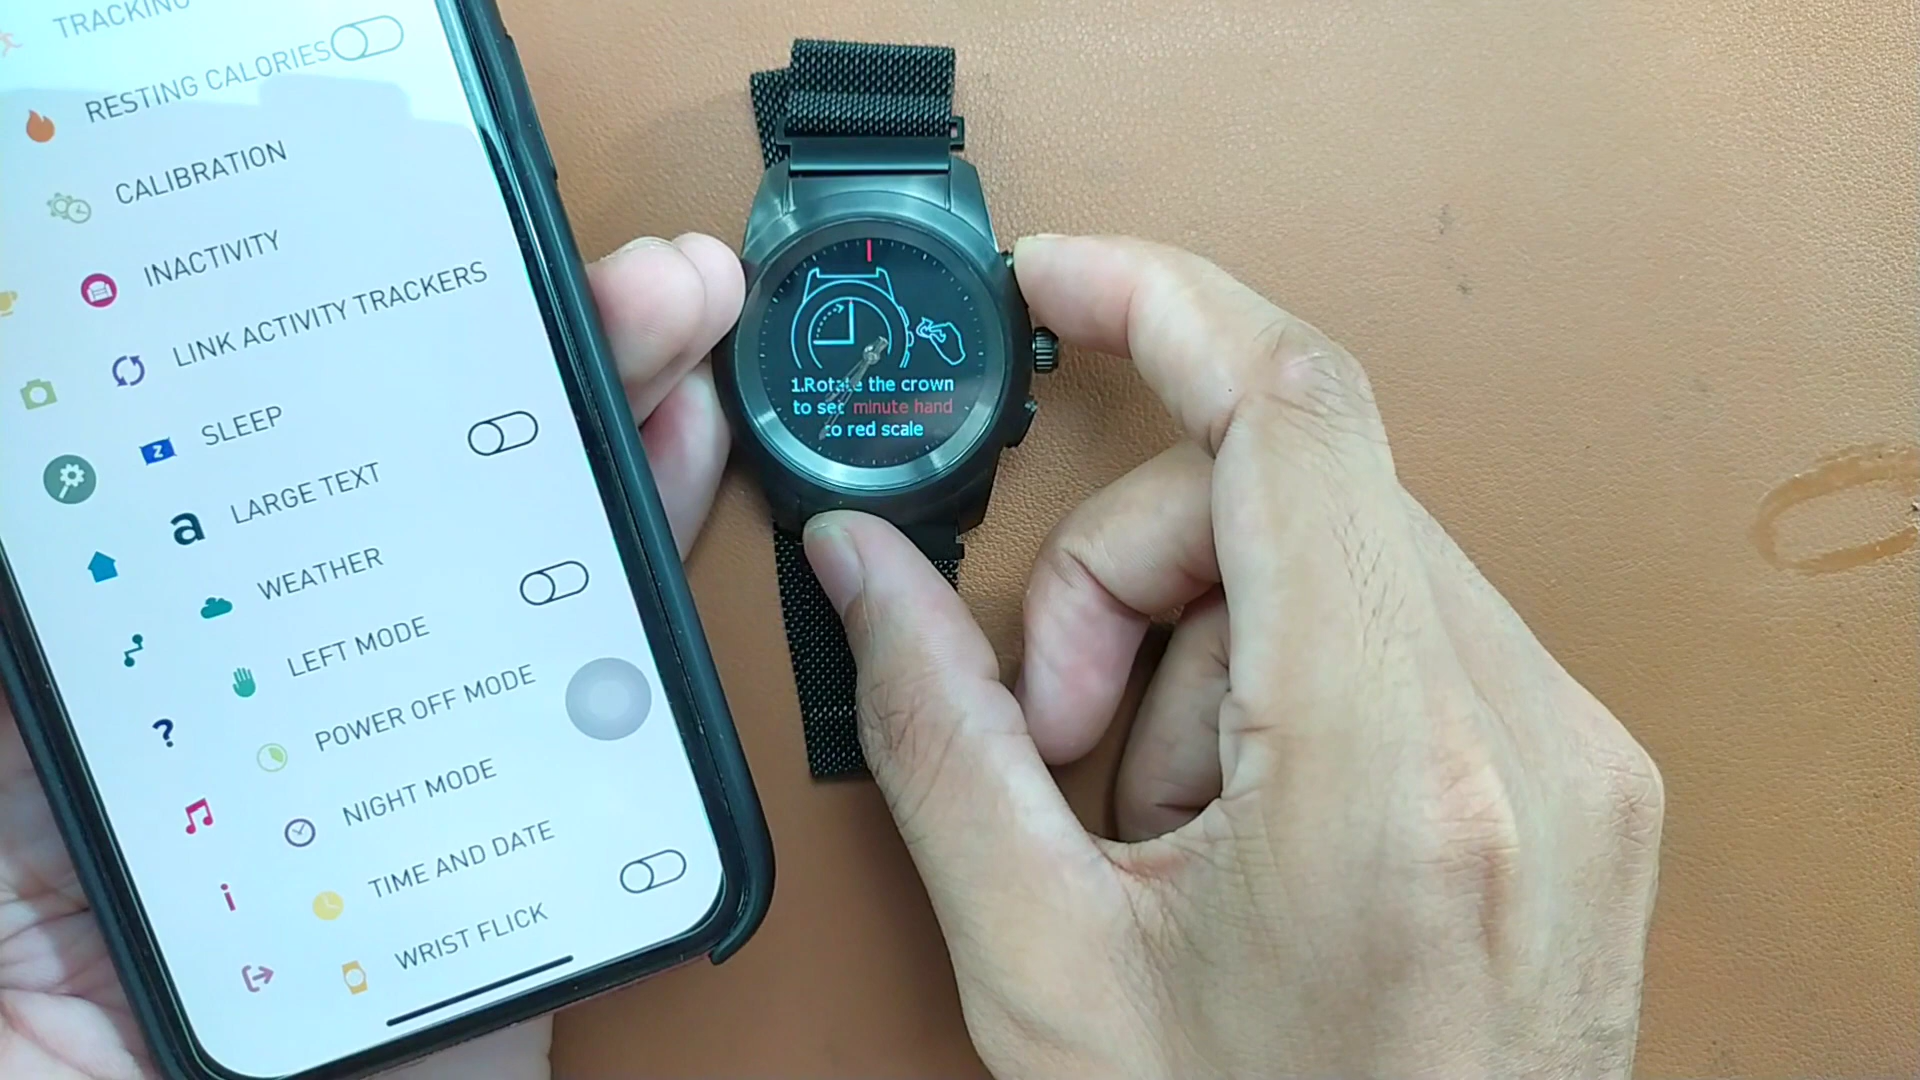 TRACKING
RESTING CALORIES
CALIBRATION
INACTIVITY
LINK ACTIVITY TRACKERS
SLEEP
LARGE TEXT
WEATHER
LEFT MODE
POWER OFF MODE
NIGHT MODE
TIME AND DATE
WRIST FLICK
1.Rotate the crown
to set minute hand
to red scale